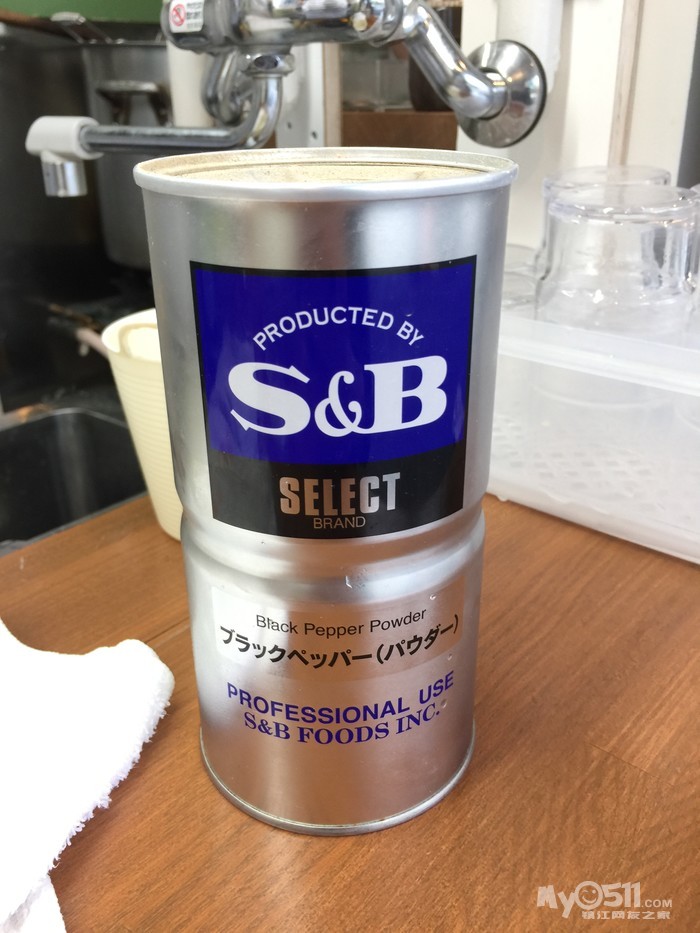 PRODUCTED BY
S&B
SELECT
BRAND
Black Pepper Powder
ブラックペッパー(パウダー)
PROFESSIONAL USE
S&B FOODS INC.
My0511.COM
镇江网友之家